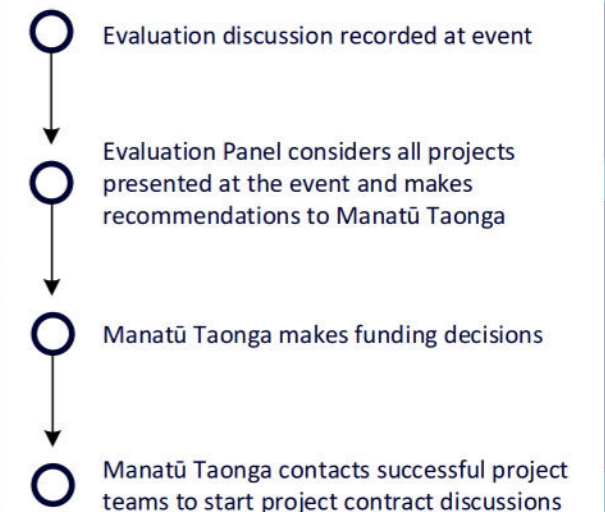 Evaluation discussion recorded at event
Evaluation Panel considers all projects
presented at the event and makes
recommendations to Manatū Taonga
Manatū Taonga makes funding decisions
Manatū Taonga contacts successful project
teams to start project contract discussions